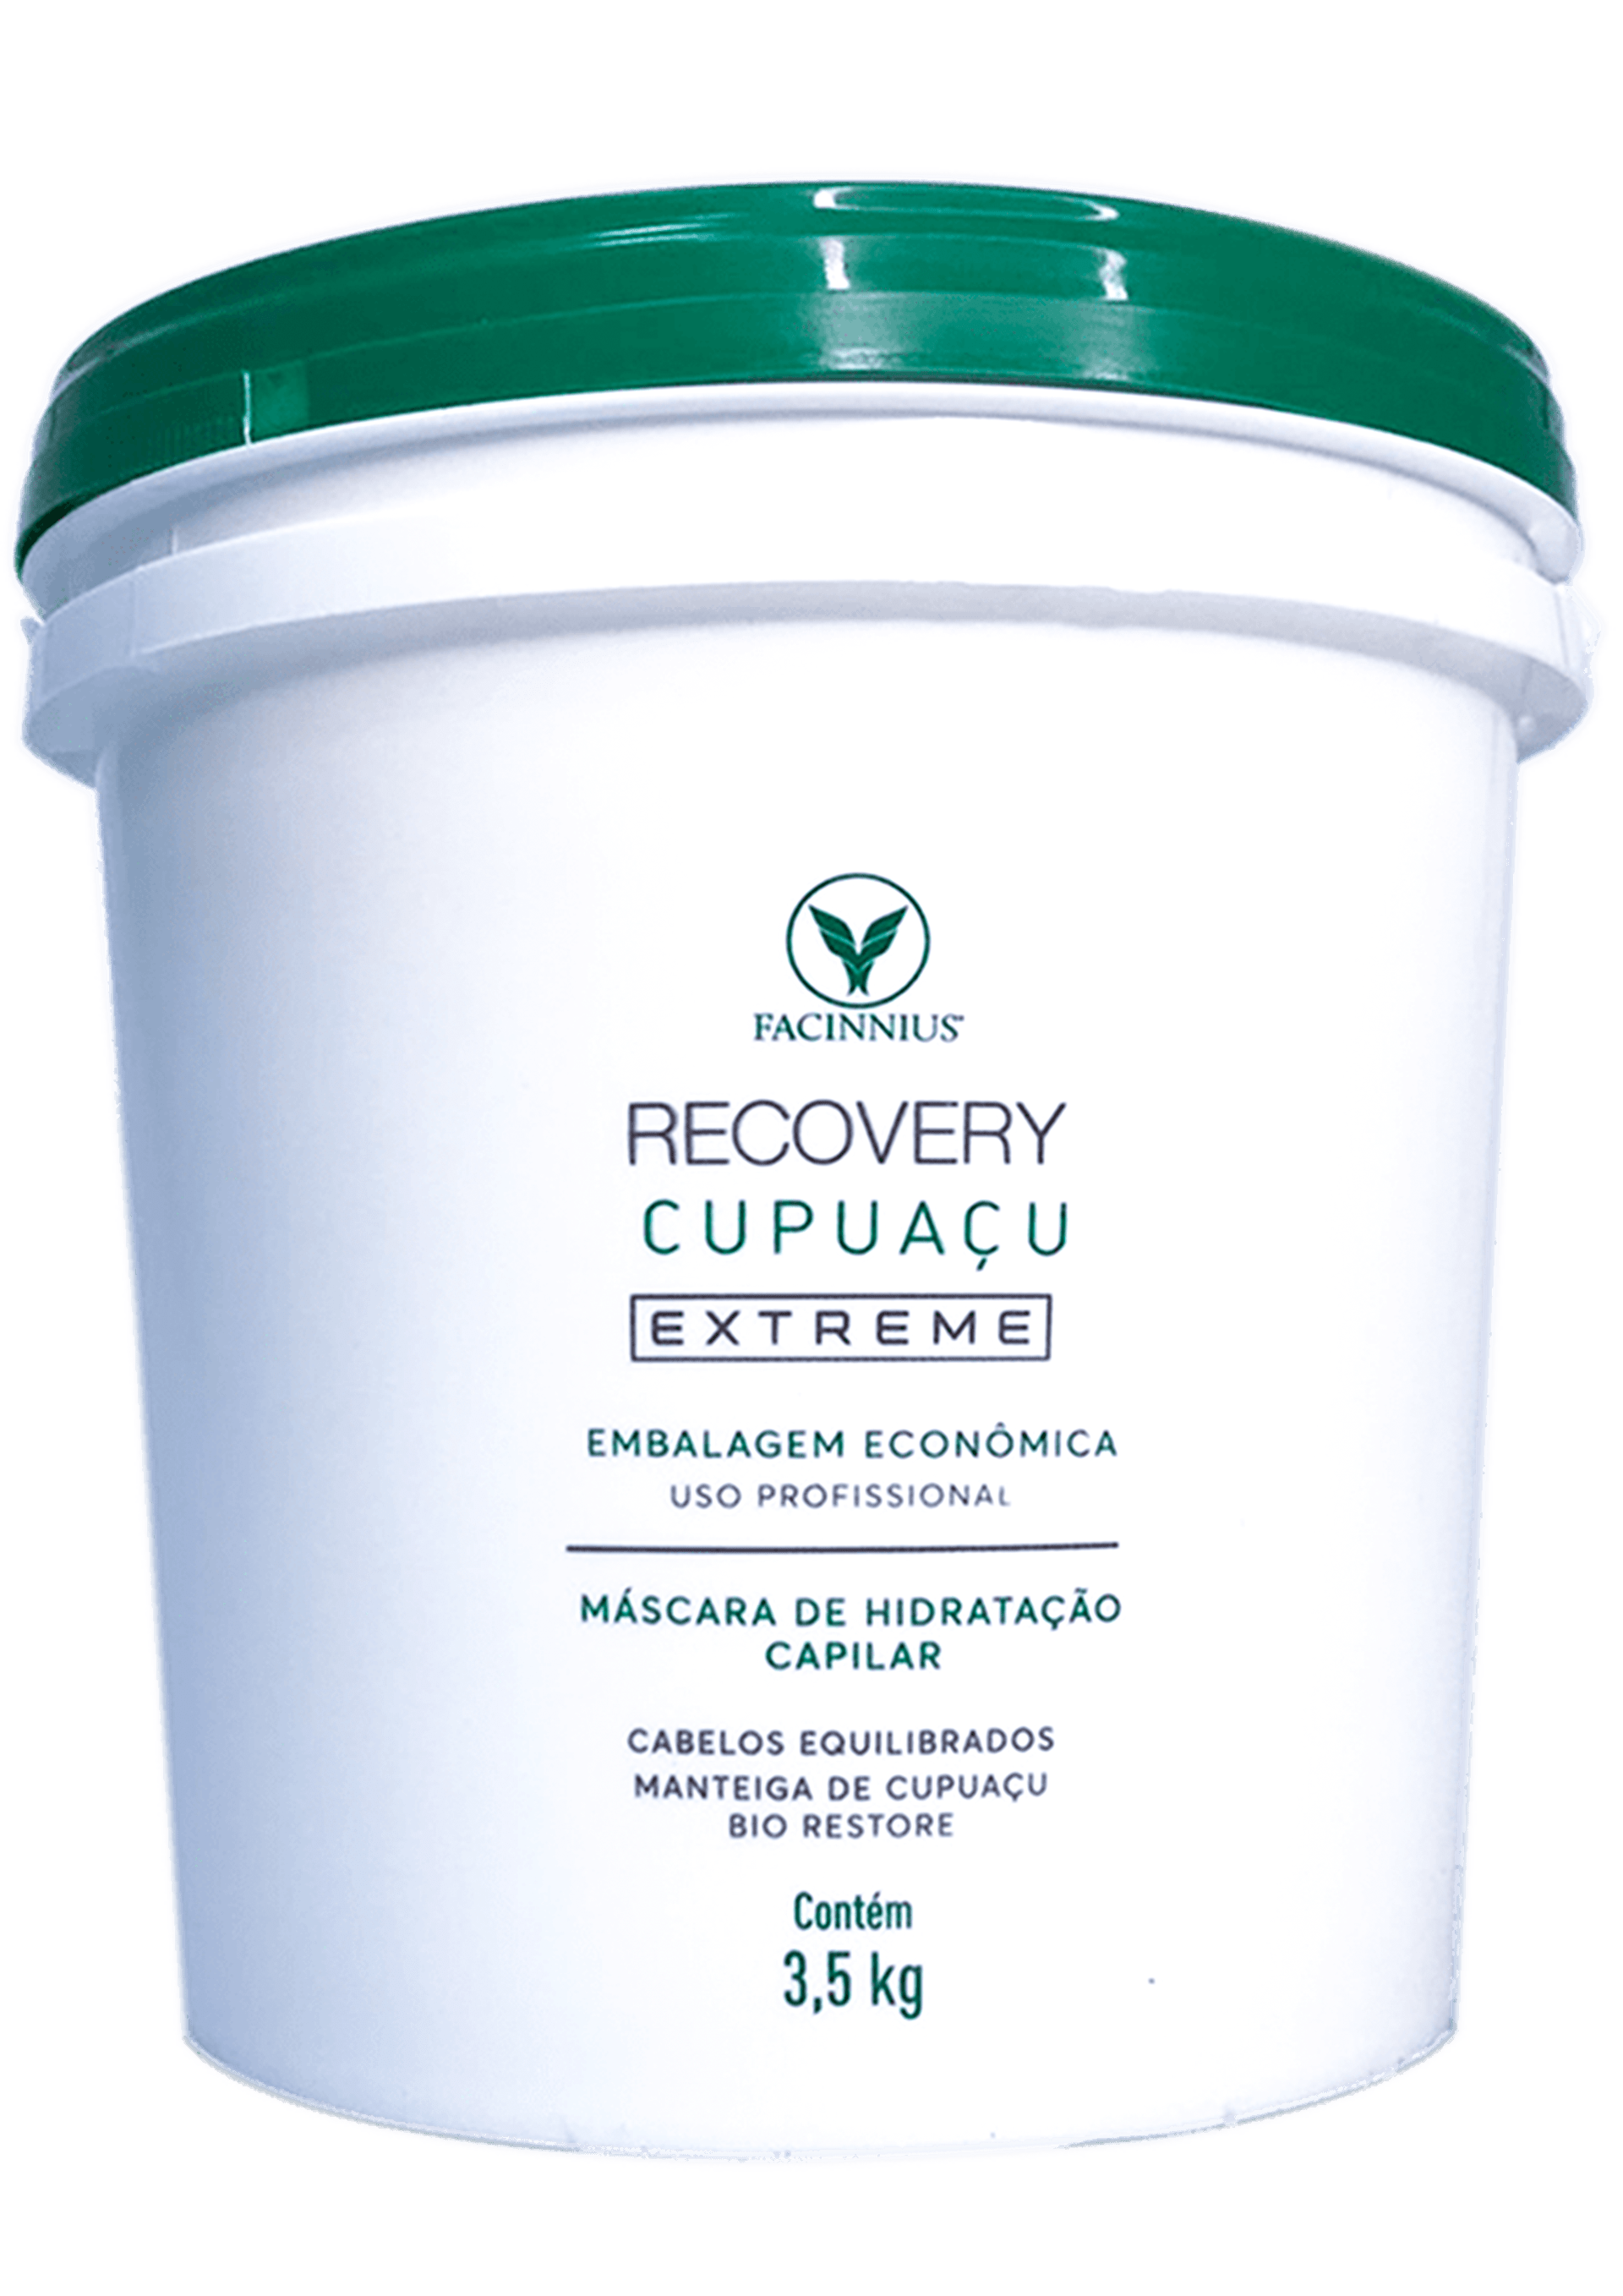 FACINNIUS
RECOVERY
CUPUAÇU
EXTREME
EMBALAGEM ECONÔMICA
USO PROFISSIONAL
MÁSCARA DE HIDRATAÇÃO
CAPILAR
CABELOS EQUILIBRADOS
MANTEIGA DE CUPUAÇU
BIO RESTORE
Contém
3,5 kg